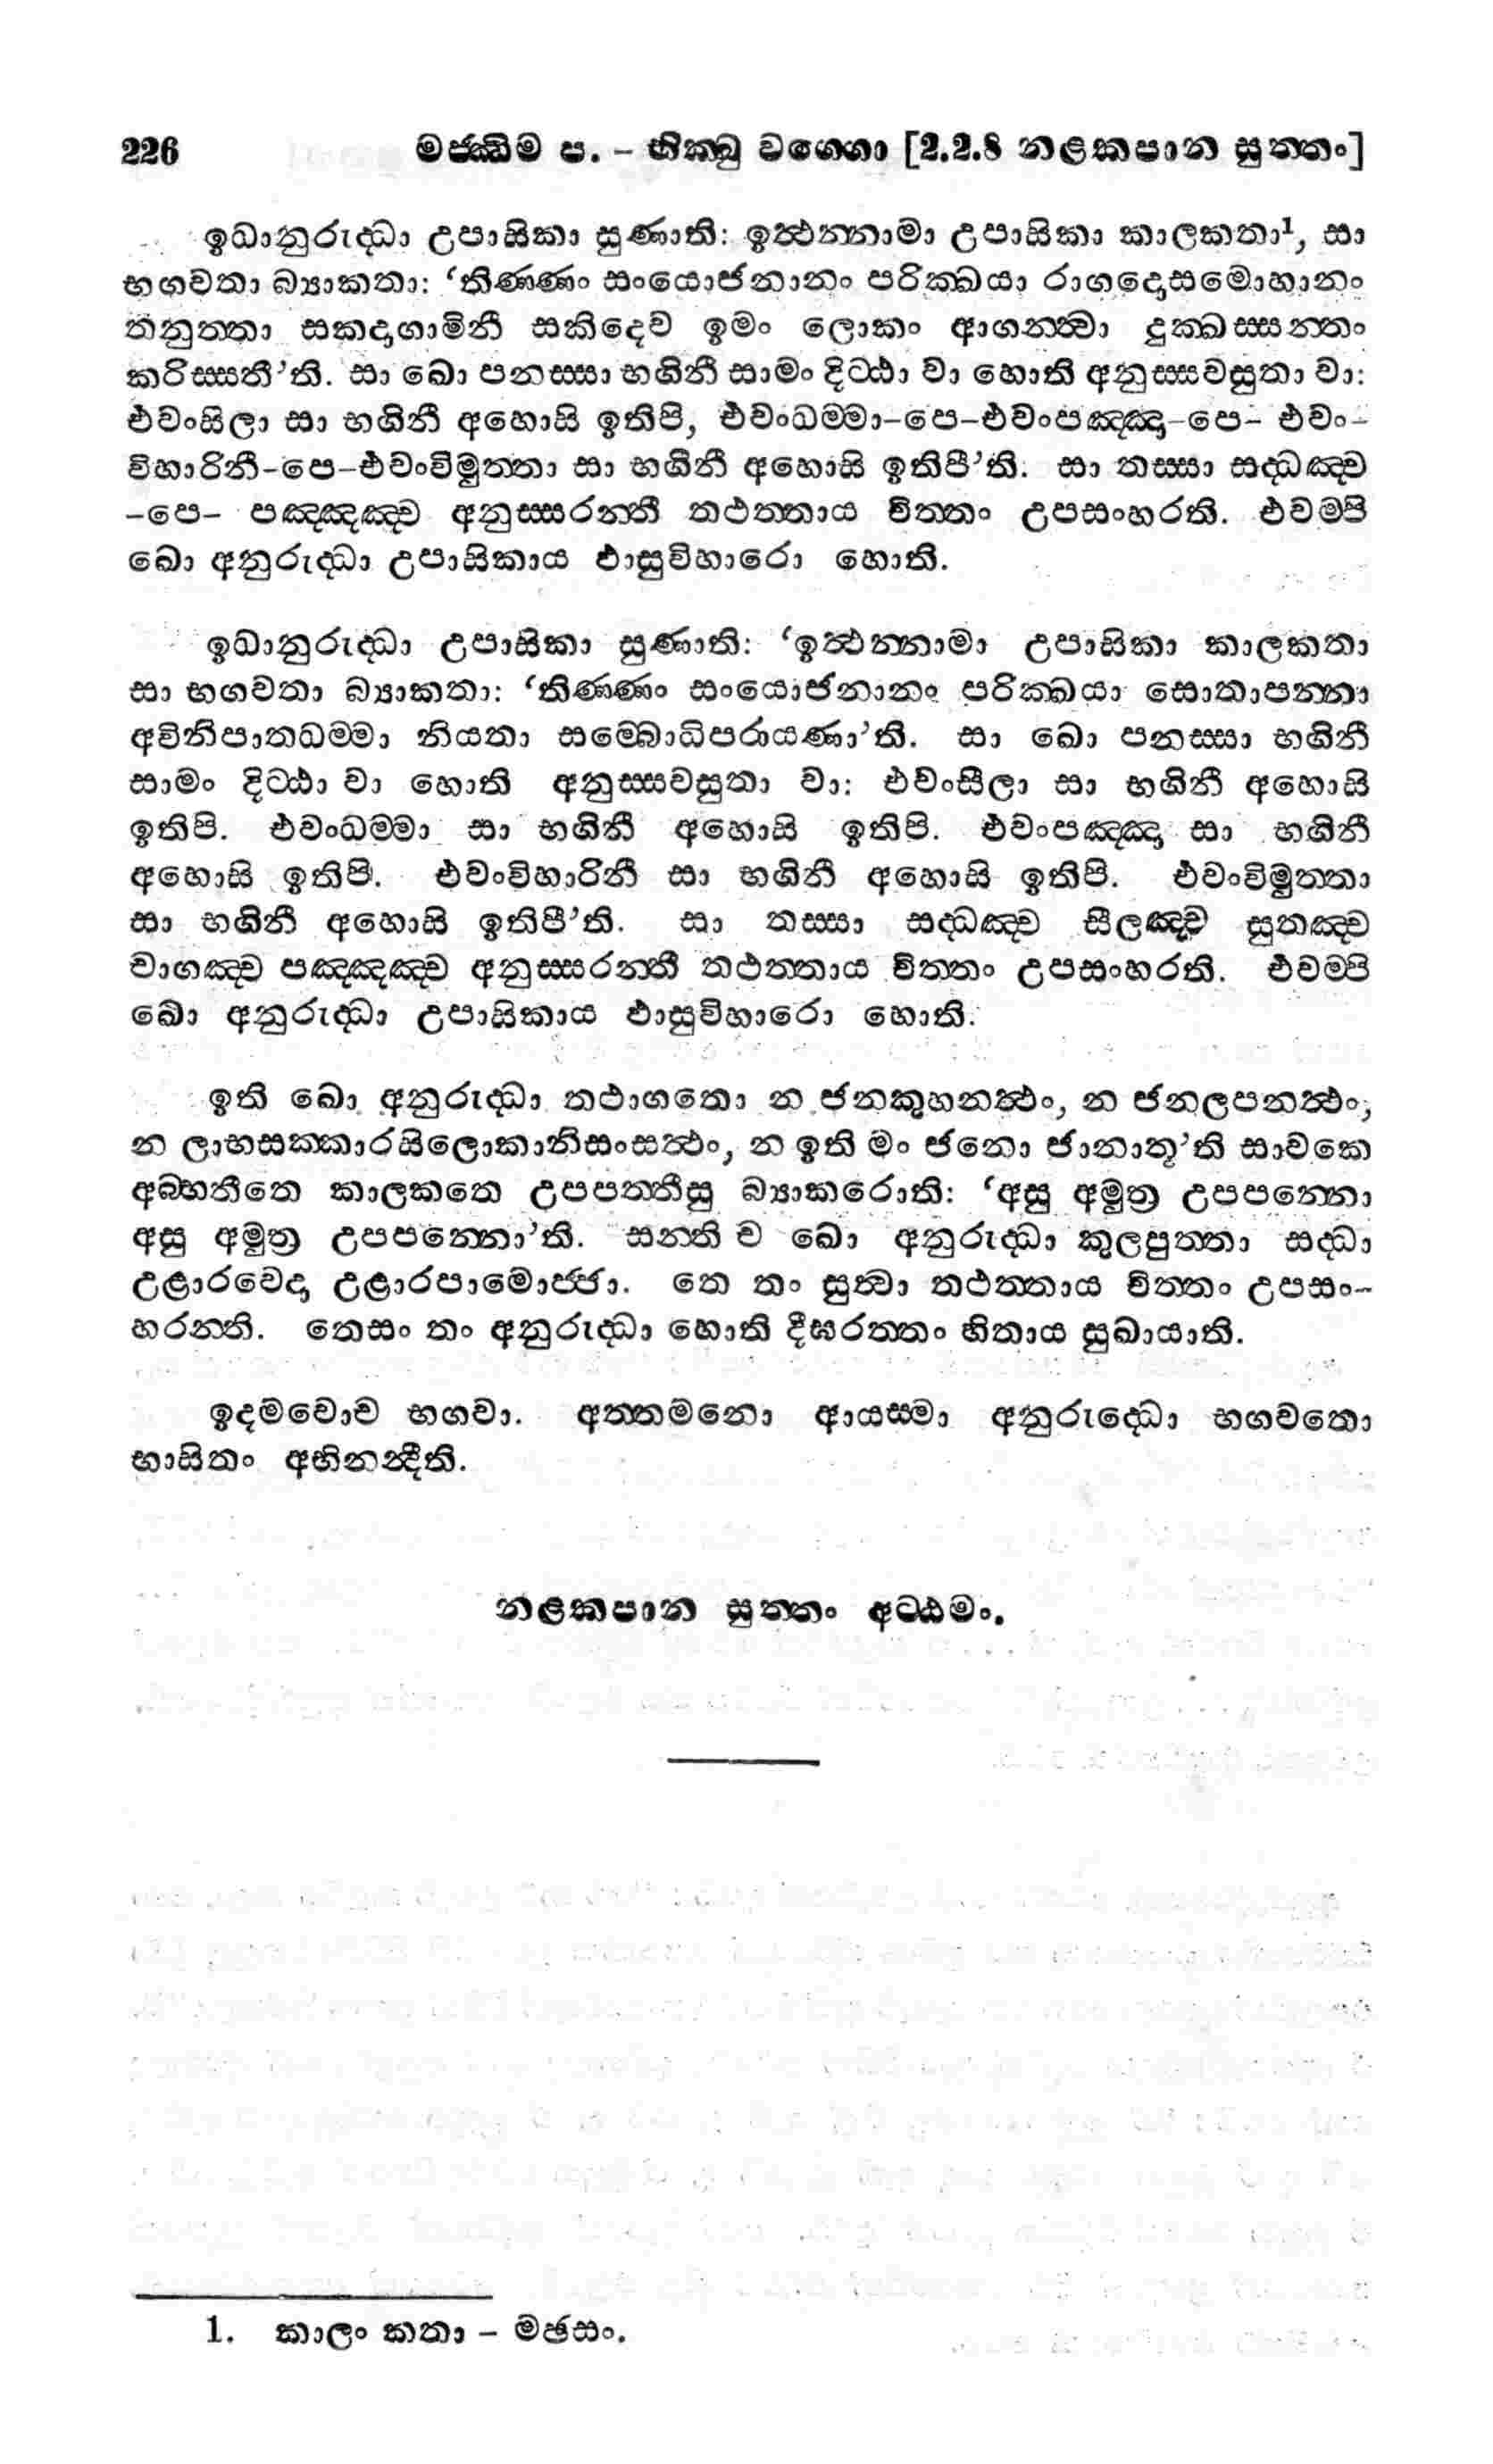 226 මජ්ඣිම ප. – භික්ඛු වග්ගො [2.2.8 නළකපාන සුත්තං]
ඉධානුරුද්ධා උපාසිකා සුණාති: ඉත්ථන්නාමා උපාසිකා කාලකතා¹, සා
භගවතා බ්‍යාකතා: ‘තිණ්ණං සංයොජනානං පරික්ඛයා රාගදොසමොහානං
තනුත්තා සකදාගාමිනී සකිදෙව ඉමං ලොකං ආගන්ත්වා දුක්ඛස්සන්තං
කරිස්සතී’ති. සා ඛො පනස්සා භගිනී සාමං දිට්ඨා වා හොති අනුස්සවසුතා වා:
එවංසීලා සා භගිනී අහොසි ඉතිපි, එවංධම්මා–පෙ–එවංපඤ්ඤා–පෙ– එවං–
විහාරිනී–පෙ–එවංවිමුත්තා සා භගිනී අහොසි ඉතිපී’ති. සා තස්සා සද්ධඤ්ච
–පෙ– පඤ්ඤඤ්ච අනුස්සරන්තී තථත්තාය චිත්තං උපසංහරති. එවම්පි
ඛො අනුරුද්ධා උපාසිකාය ඵාසුවිහාරො හොති.
ඉධානුරුද්ධා උපාසිකා සුණාති: ‘ඉත්ථන්නාමා උපාසිකා කාලකතා
සා භගවතා බ්‍යාකතා: ‘තිණ්ණං සංයොජනානං පරික්ඛයා සොතාපන්නා
අවිනිපාතධම්මා නියතා සම්බොධිපරායණා’ති. සා ඛො පනස්සා භගිනී
සාමං දිට්ඨා වා හොති අනුස්සවසුතා වා: එවංසීලා සා භගිනී අහොසි
ඉතිපි. එවංධම්මා සා භගිනී අහොසි ඉතිපි. එවංපඤ්ඤා සා භගිනී
අහොසි ඉතිපි. එවංවිහාරිනී සා භගිනී අහොසි ඉතිපි. එවංවිමුත්තා
සා භගිනී අහොසි ඉතිපී’ති. සා තස්සා සද්ධඤ්ච සීලඤ්ච සුතඤ්ච
චාගඤ්ච පඤ්ඤඤ්ච අනුස්සරන්තී තථත්තාය චිත්තං උපසංහරති. එවම්පි
ඛො අනුරුද්ධා උපාසිකාය ඵාසුවිහාරො හොති.
ඉති ඛො අනුරුද්ධා තථාගතො න ජනකුහනත්ථං, න ජනලපනත්ථං,
න ලාභසක්කාරසිලොකානිසංසත්ථං, න ඉති මං ජනො ජානාතූ’ති සාවකෙ
අබ්භතීතෙ කාලකතෙ උපපත්තීසු බ්‍යාකරොති: ‘අසු අමුත්‍ර උපපන්නො
අසු අමුත්‍ර උපපන්නො’ති. සන්ති ච ඛො අනුරුද්ධා කුලපුත්තා සද්ධා
උළාරවෙදා උළාරපාමොජ්ජා. තෙ තං සුත්වා තථත්තාය චිත්තං උපසං–
හරන්ති. තෙසං තං අනුරුද්ධා හොති දීඝරත්තං හිතාය සුඛායාති.
ඉදමවොච භගවා. අත්තමනො ආයස්මා අනුරුද්ධො භගවතො
භාසිතං අභිනන්දීති.
නළකපාන සුත්තං අට්ඨමං.
1. කාලං කතා – මඡසං.